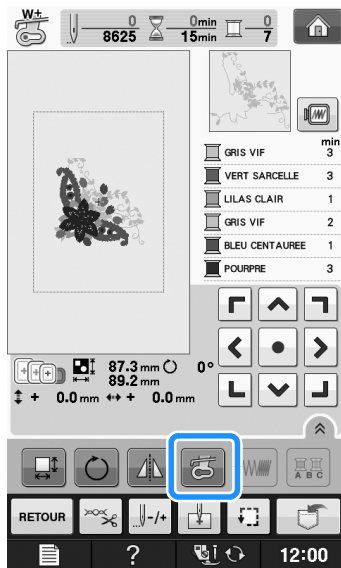 W+
0 0min 0
8625 15min 7
min
GRIS VIF 3
VERT SARCELLE 3
LILAS CLAIR 1
GRIS VIF 2
BLEU CENTAUREE 1
POURPRE 3
87.3 mm 0°
89.2 mm
+ 0.0 mm + 0.0 mm
A B C
RETOUR -/+
? 12:00